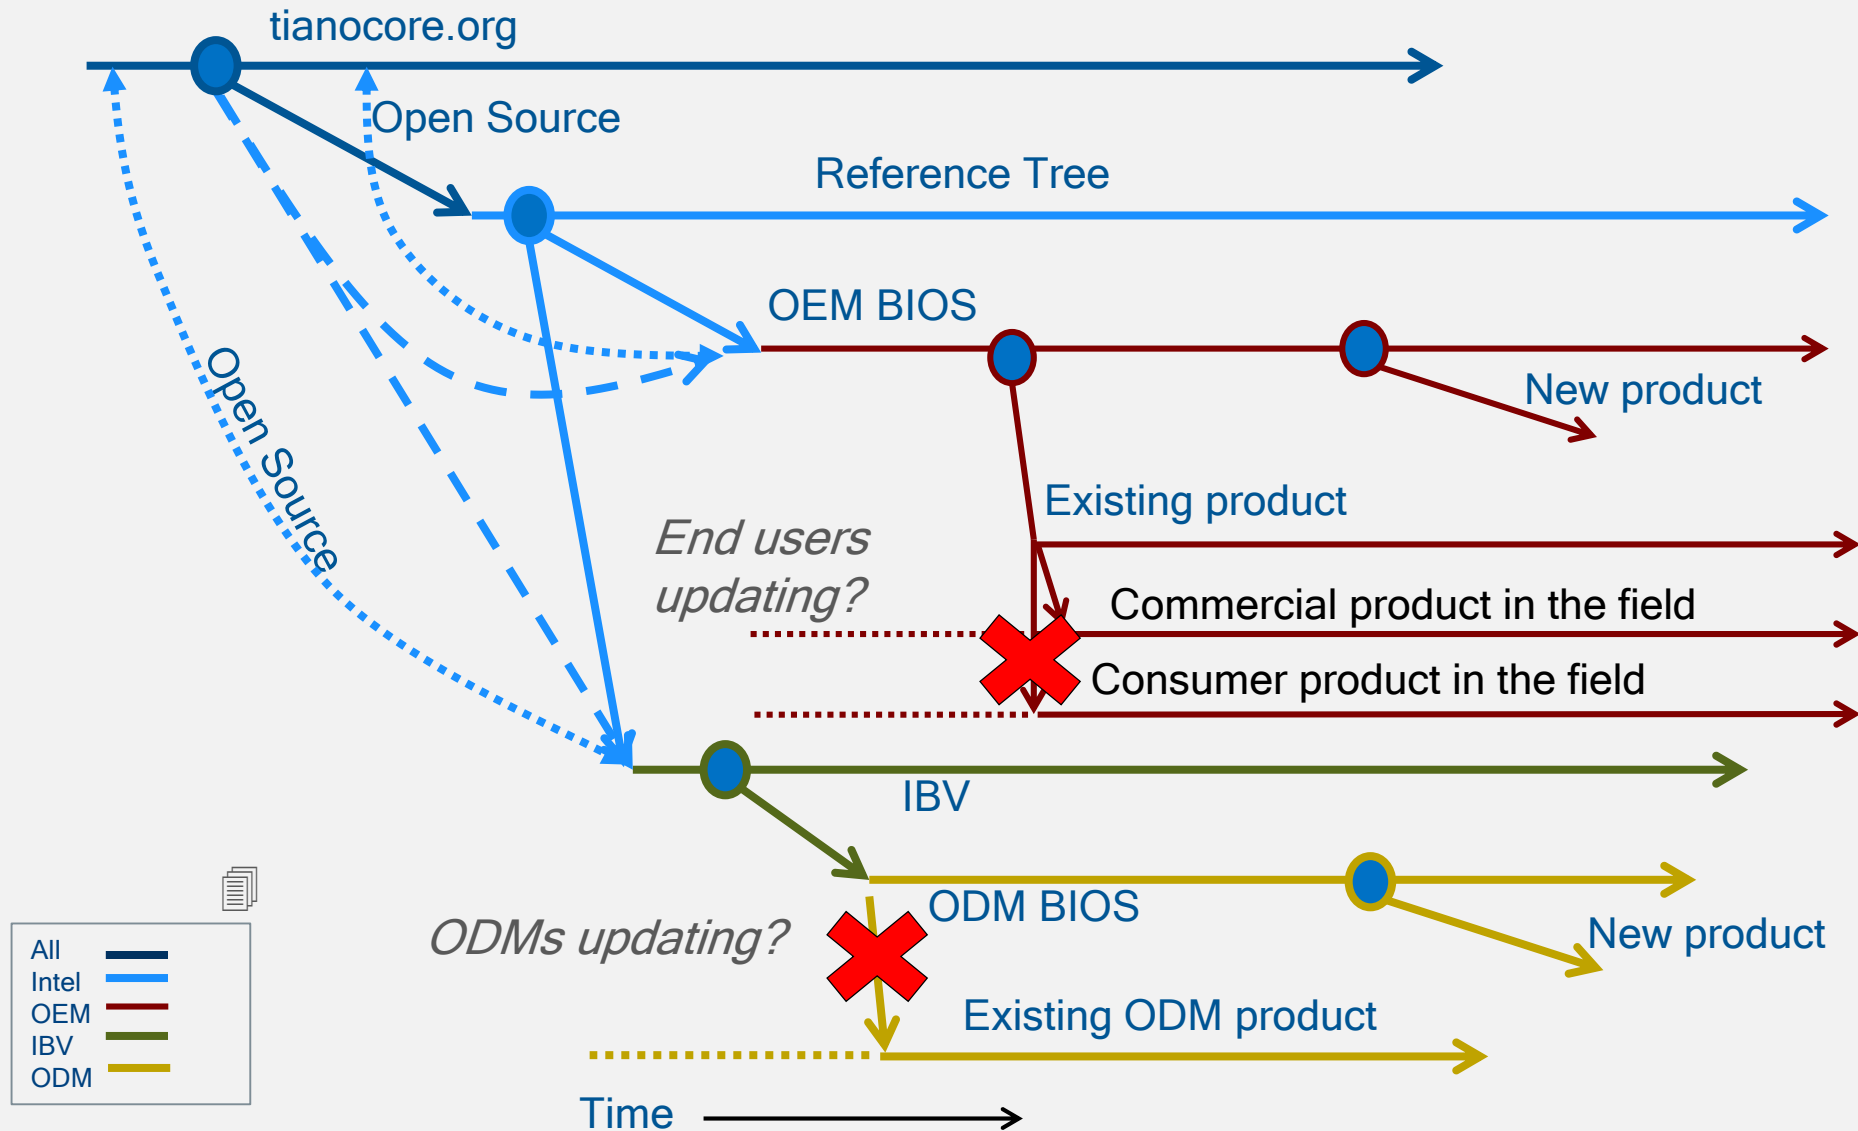 tianocore.org
Open Source
Reference Tree
OEM BIOS
New product
Open Source
Existing product
End users
updating?
Commercial product in the field
Consumer product in the field
IBV
ODM BIOS
ODMs updating?
New product
Existing ODM product
All
Intel
OEM
IBV
ODM
Time